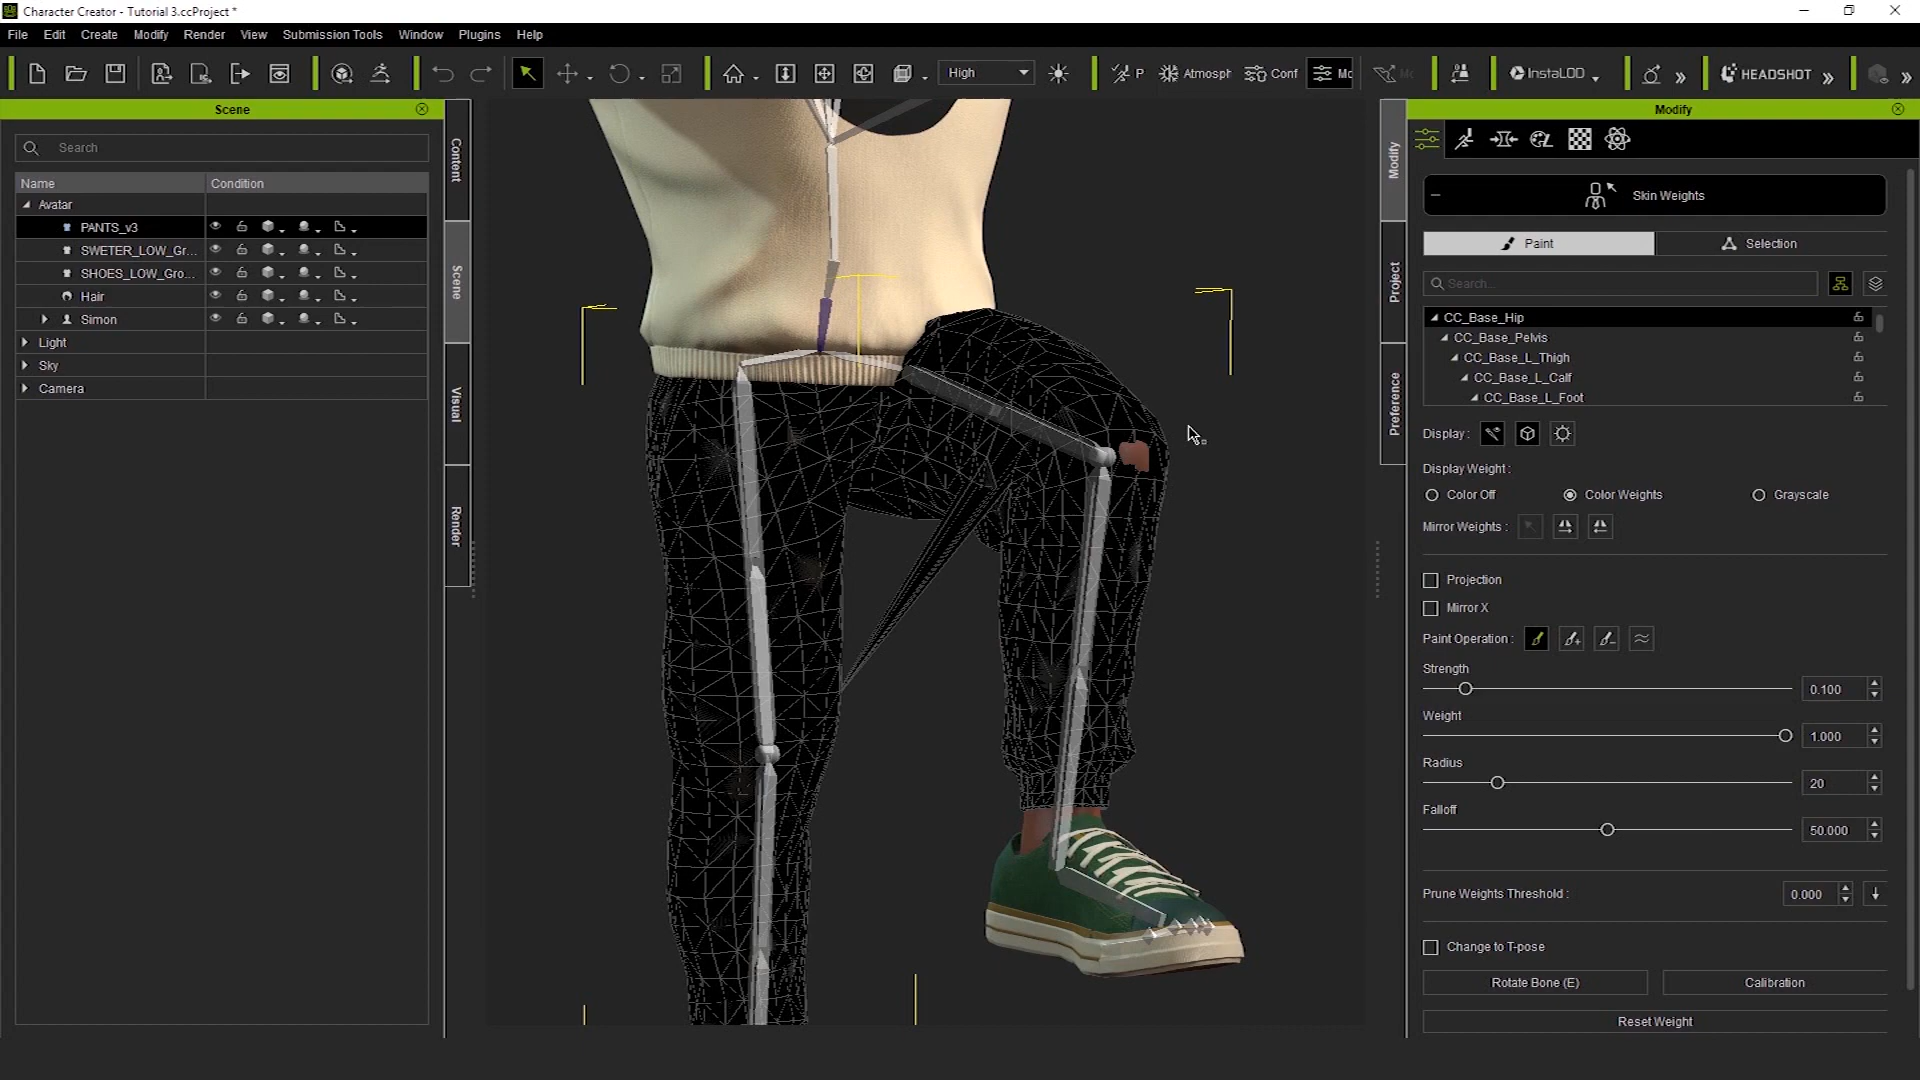 Character Creator - Tutorial 3.ccProject *
File Edit Create Modify Render View Submission Tools Window Plugins Help
High P Atmosph Conf Mo InstaLOD HEADSHOT
Scene
Search
Name Condition
Avatar
PANTS_v3
SWETER_LOW_Gr...
SHOES_LOW_Gro...
Hair
Simon
Light
Sky
Camera
Content
Scene
Visual
Render
Modify
Project
Preference
Modify
Skin Weights
Paint Selection
Search...
CC_Base_Hip
CC_Base_Pelvis
CC_Base_L_Thigh
CC_Base_L_Calf
CC_Base_L_Foot
Display :
Display Weight :
Color Off Color Weights Grayscale
Mirror Weights :
Projection
Mirror X
Paint Operation :
Strength
0.100
Weight
1.000
Radius
20
Falloff
50.000
Prune Weights Threshold : 0.000
Change to T-pose
Rotate Bone (E) Calibration
Reset Weight